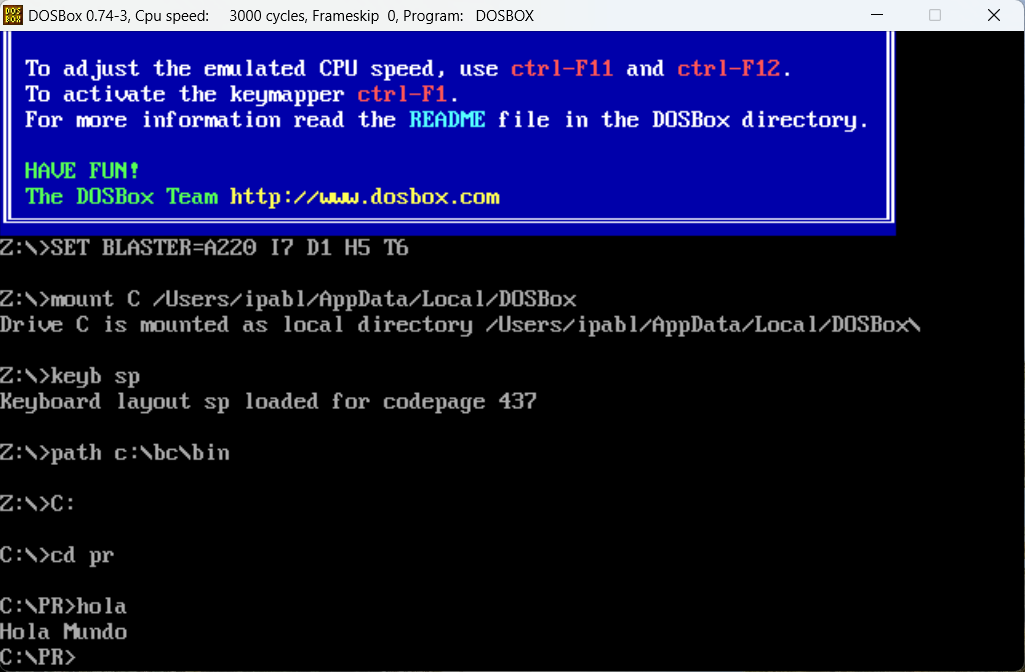 DOSBox 0.74-3, Cpu speed: 3000 cycles, Frameskip 0, Program: DOSBOX
To adjust the emulated CPU speed, use ctrl-F11 and ctrl-F12.
To activate the keymapper ctrl-F1.
For more information read the README file in the DOSBox directory.
HAVE FUN!
The DOSBox Team http://www.dosbox.com
Z:\>SET BLASTER=A220 I7 D1 H5 T6
Z:\>mount C /Users/ipabl/AppData/Local/DOSBox
Drive C is mounted as local directory /Users/ipabl/AppData/Local/DOSBox\
Z:\>keyb sp
Keyboard layout sp loaded for codepage 437
Z:\>path c:\bc\bin
Z:\>C:
C:\>cd pr
C:\PR>hola
Hola Mundo
C:\PR>